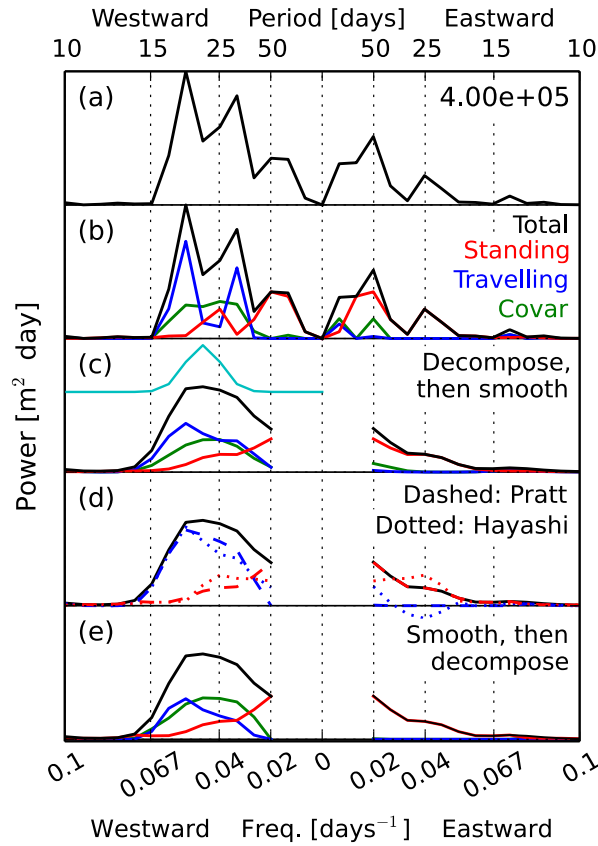 Westward Period [days] Eastward
10 15 25 50 50 25 15 10
(a) 4.00e+05
(b) Total
Standing
Travelling
Covar
(c) Decompose,
then smooth
(d) Dashed: Pratt
Dotted: Hayashi
(e) Smooth, then
decompose
Power [m² day]
0.1 0.067 0.04 0.02 0 0.02 0.04 0.067 0.1
Westward Freq. [days⁻¹] Eastward